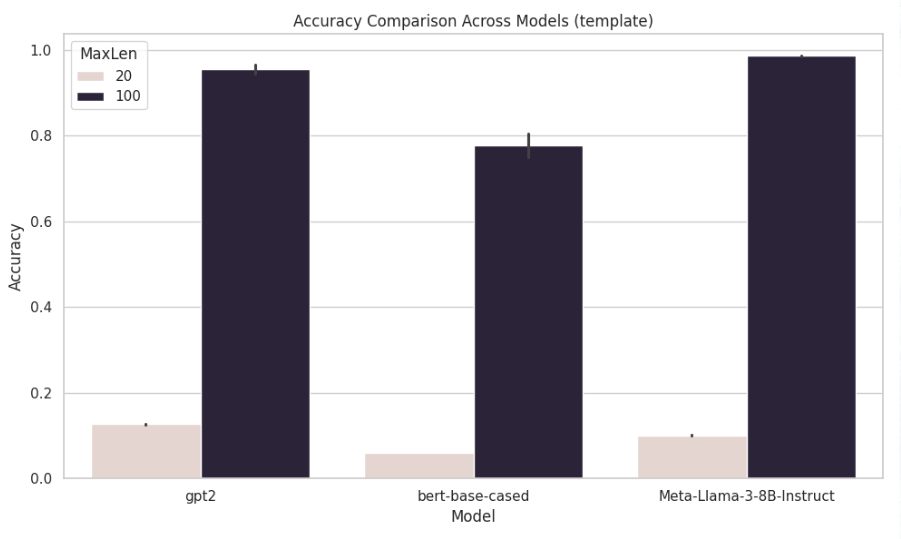 Accuracy Comparison Across Models (template)
MaxLen
20
100
Accuracy
1.0
0.8
0.6
0.4
0.2
0.0
gpt2 bert-base-cased Meta-Llama-3-8B-Instruct
Model